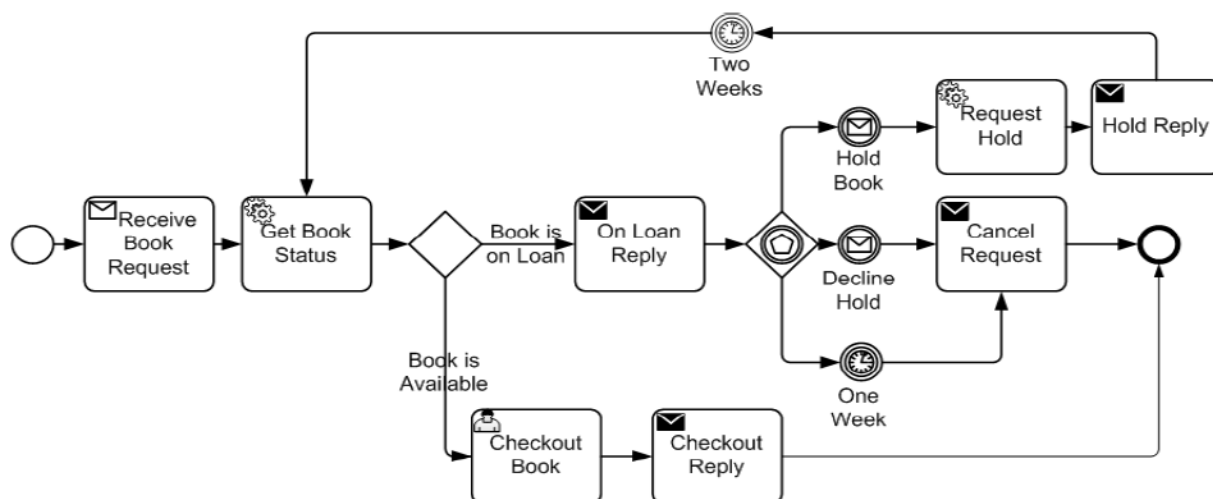 Two
Weeks
Request
Hold
Hold Reply
Hold
Book
Receive
Book
Request
Get Book
Status
Book is
on Loan
On Loan
Reply
Decline
Hold
Cancel
Request
Book is
Available
One
Week
Checkout
Book
Checkout
Reply